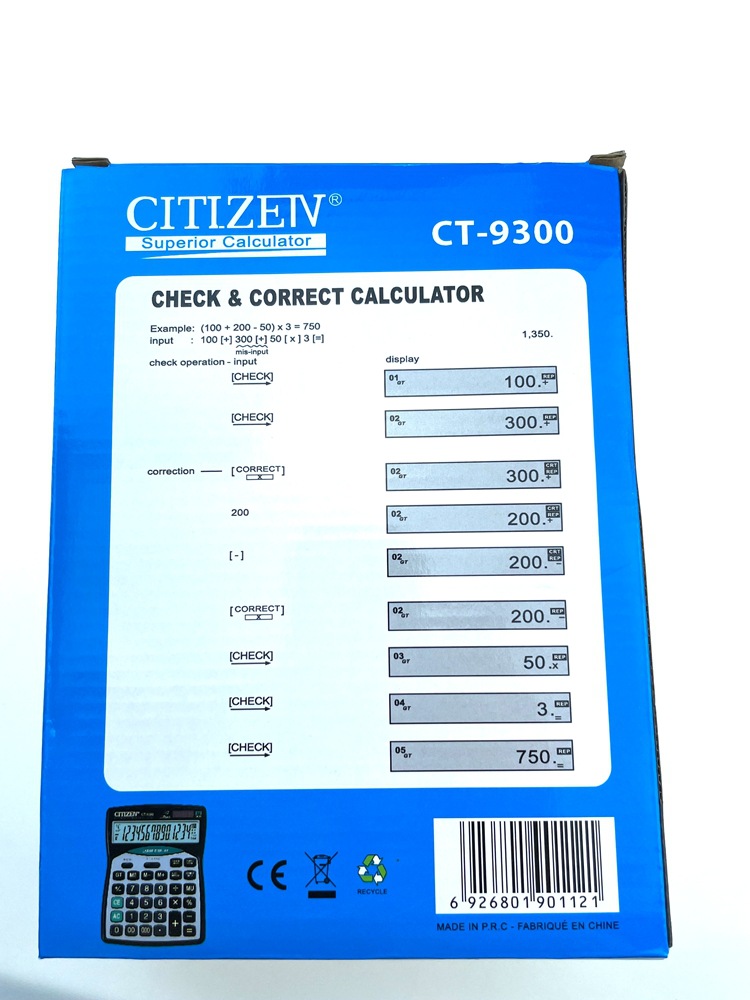 CITIZEN®
Superior Calculator
CT-9300
CHECK & CORRECT CALCULATOR
Example: (100 + 200 - 50) x 3 = 750
input : 100 [+] 300 [+] 50 [ x ] 3 [=]
1,350.
mis-input
check operation - input
display
[CHECK]
01 GT 100. REP +
[CHECK]
02 GT 300. REP +
correction
[CORRECT]
x
02 GT 300. CRT REP +
200
02 GT 200. CRT REP +
[-]
02 GT 200. CRT REP −
[CORRECT]
x
02 GT 200. REP −
[CHECK]
03 GT 50. REP x
[CHECK]
04 GT 3. REP =
[CHECK]
05 GT 750. REP =
CITIZEN
12345678901234
CE
RECYCLE
6 926801 901121
MADE IN P.R.C - FABRIQUÉ EN CHINE